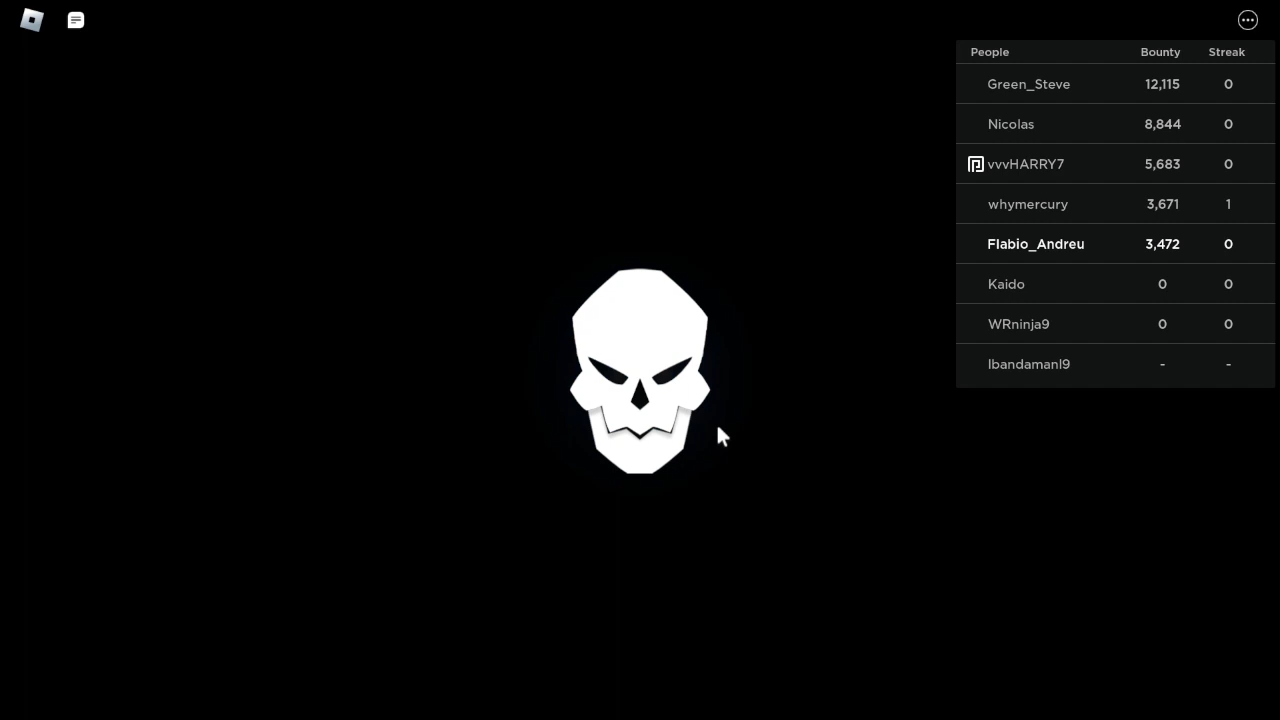 People Bounty Streak
Green_Steve 12,115 0
Nicolas 8,844 0
vvvHARRY7 5,683 0
whymercury 3,671 1
Flabio_Andreu 3,472 0
Kaido 0 0
WRninja9 0 0
lbandamanl9 - -